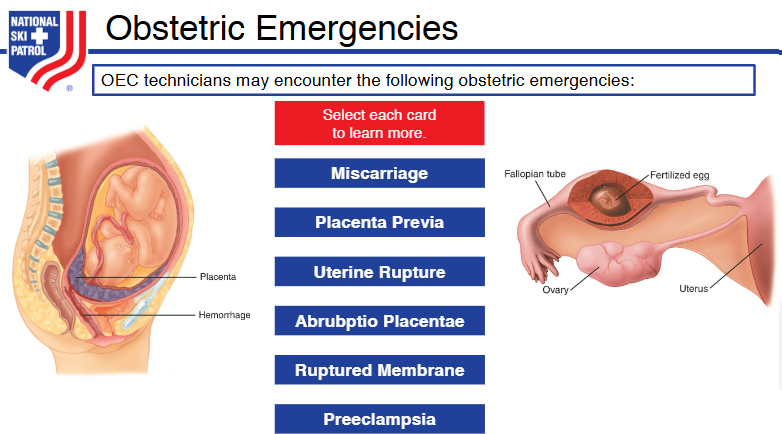 NATIONAL
SKI
PATROL
®
Obstetric Emergencies
OEC technicians may encounter the following obstetric emergencies:
Select each card
to learn more.
Miscarriage
Placenta Previa
Uterine Rupture
Abrubptio Placentae
Ruptured Membrane
Preeclampsia
Placenta
Hemorrhage
Fallopian tube
Fertilized egg
Ovary
Uterus